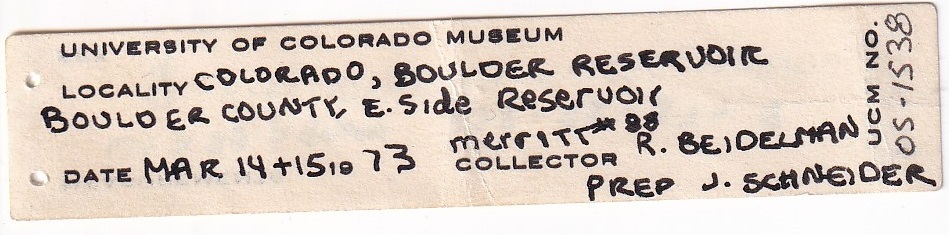 UNIVERSITY OF COLORADO MUSEUM
LOCALITY COLORADO, BOULDER RESERVOIR
BOULDER COUNTY, E. Side Reservoir
merritt #88
DATE MAR 14+15 19 73 COLLECTOR R. BEIDELMAN
PREP J. SCHNEIDER
UCM NO.
OS-1538